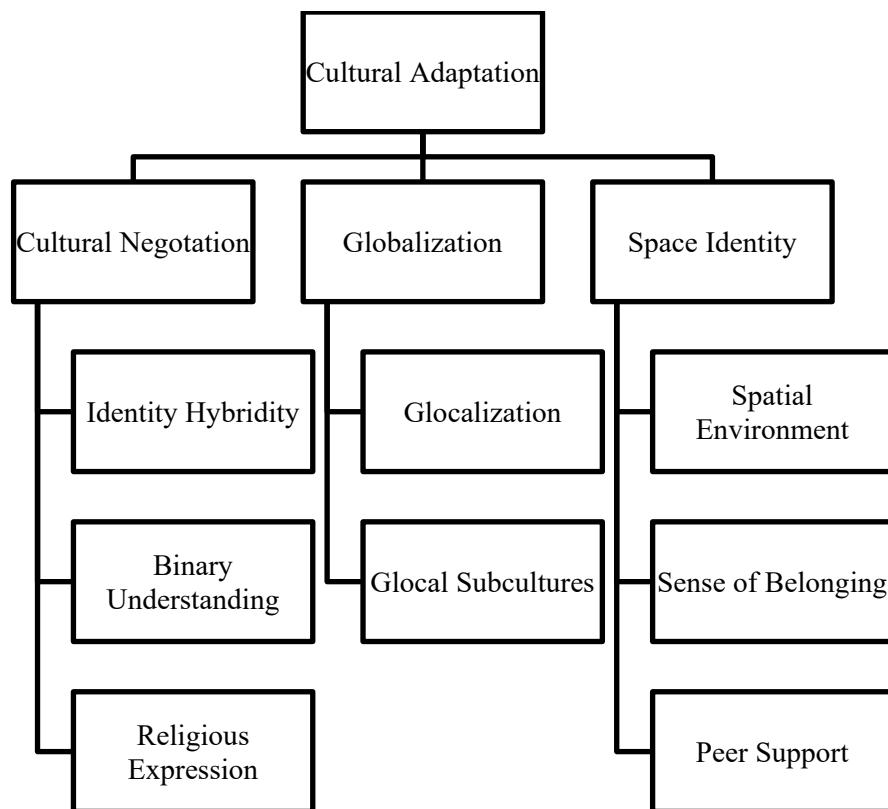 Cultural Adaptation
Cultural Negotation
Globalization
Space Identity
Identity Hybridity
Glocalization
Spatial
Environment
Binary
Understanding
Glocal Subcultures
Sense of Belonging
Religious
Expression
Peer Support